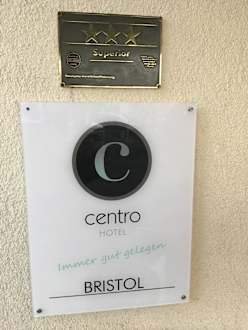 Superior
C
centro
HOTEL
Immer gut gelegen
BRISTOL